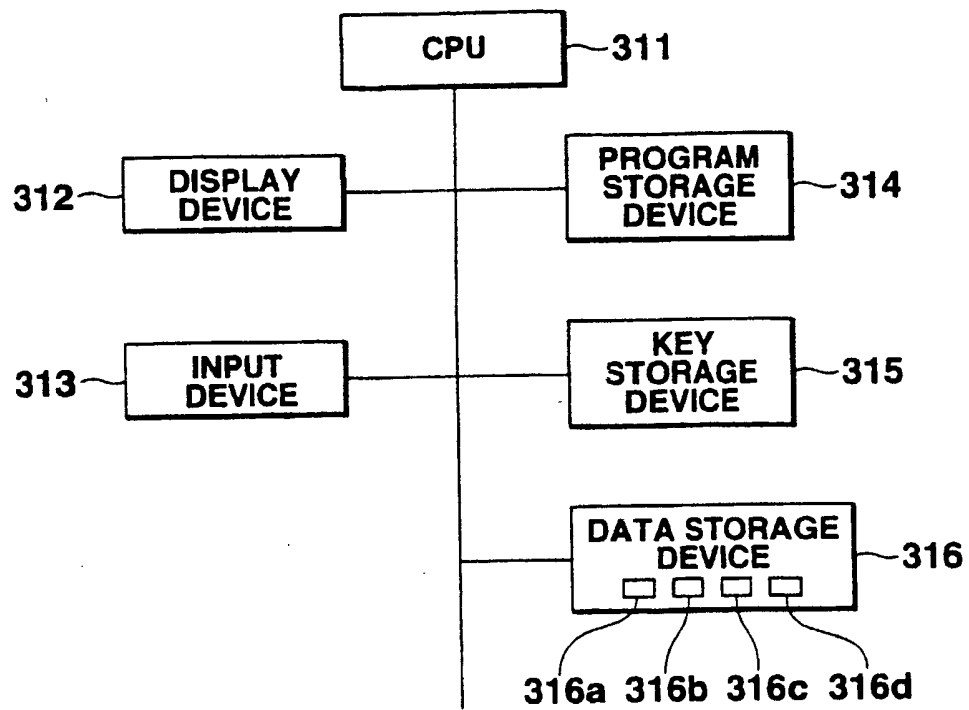 CPU
311
312
DISPLAY
DEVICE
PROGRAM
STORAGE
DEVICE
314
313
INPUT
DEVICE
KEY
STORAGE
DEVICE
315
DATA STORAGE
DEVICE
316
316a 316b 316c 316d